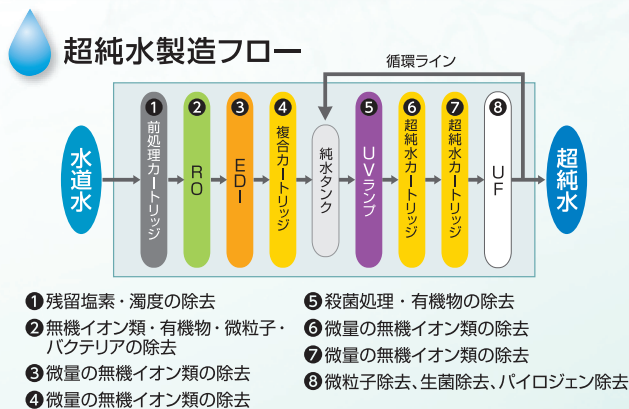 超純水製造フロー
循環ライン
水道水
❶前処理カートリッジ
❷RO
❸EDI
❹複合カートリッジ
純水タンク
❺UVランプ
❻超純水カートリッジ
❼超純水カートリッジ
❽UF
超純水
❶残留塩素・濁度の除去
❷無機イオン類・有機物・微粒子・
バクテリアの除去
❸微量の無機イオン類の除去
❹微量の無機イオン類の除去
❺殺菌処理・有機物の除去
❻微量の無機イオン類の除去
❼微量の無機イオン類の除去
❽微粒子除去、生菌除去、パイロジェン除去